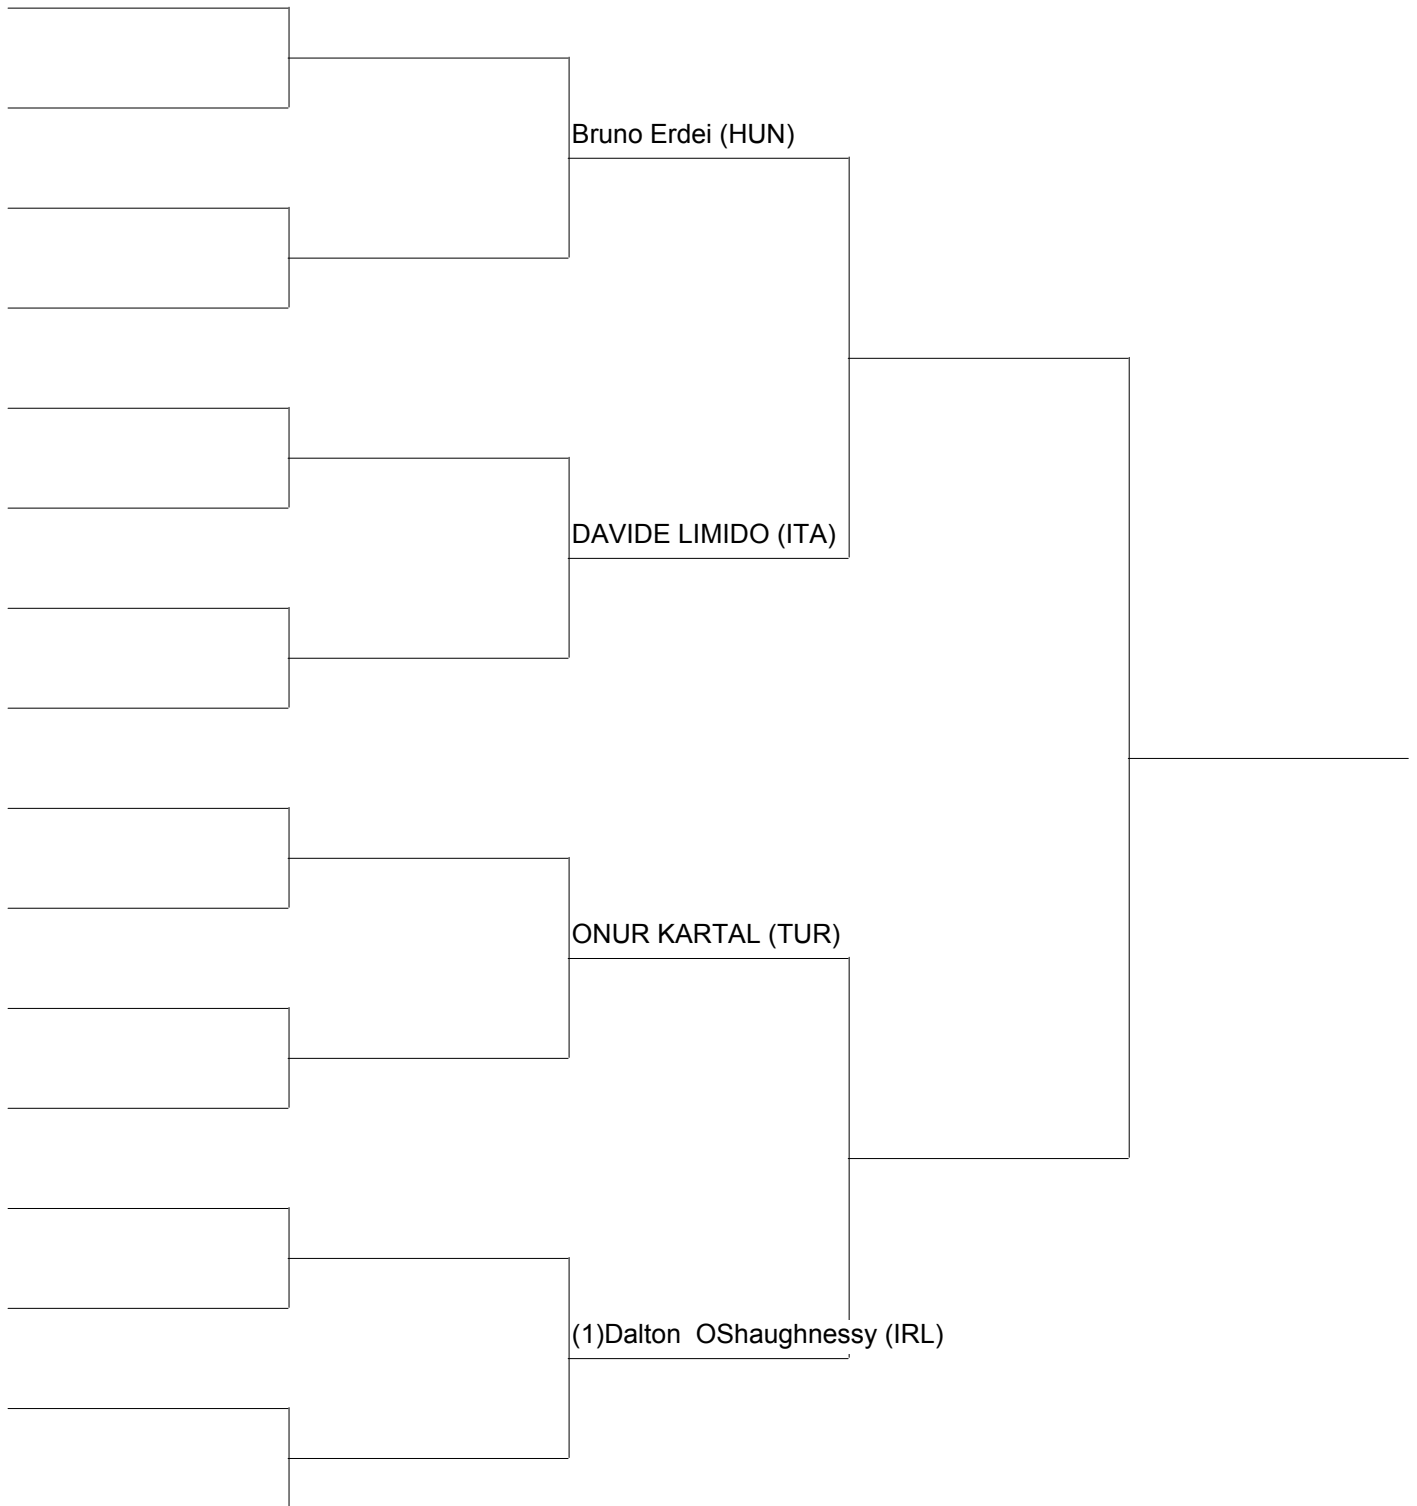 Bruno Erdei (HUN)
DAVIDE LIMIDO (ITA)
ONUR KARTAL (TUR)
(1)Dalton  OShaughnessy (IRL)